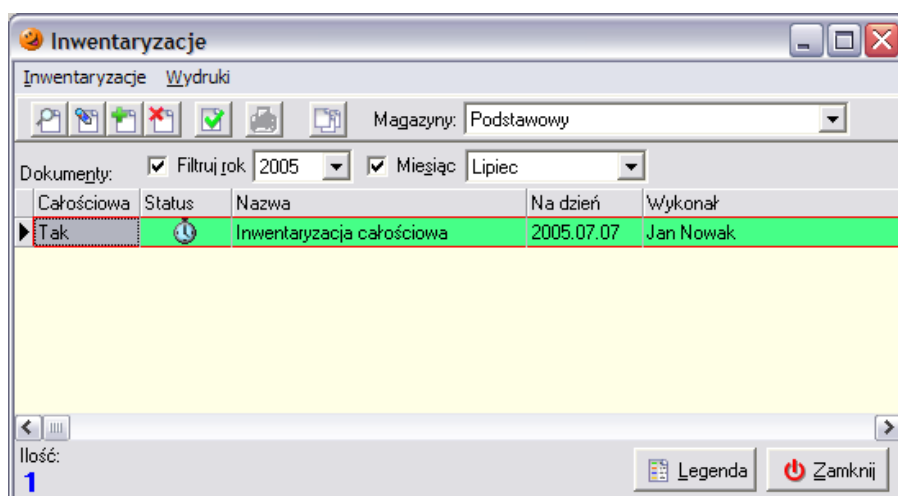 Inwentaryzacje
Inwentaryzacje Wydruki
Magazyny: Podstawowy
Dokumenty: Filtruj rok 2005 Miesiąc Lipiec
Całościowa Status Nazwa Na dzień Wykonał
Tak Inwentaryzacja całościowa 2005.07.07 Jan Nowak
Ilość:
1
Legenda Zamknij